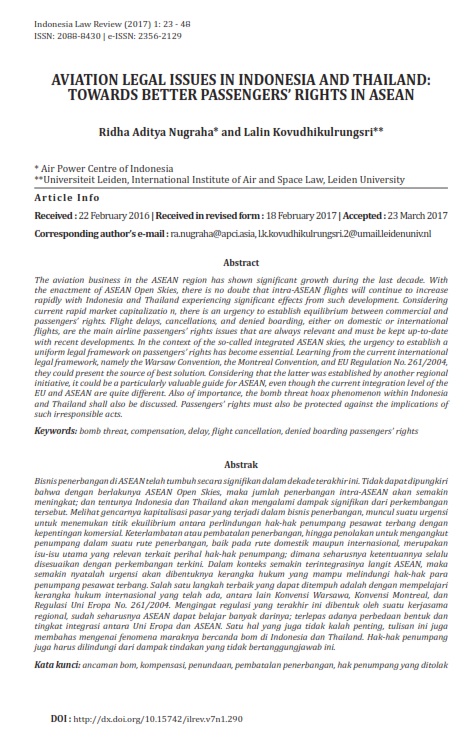 Indonesia Law Review (2017) 1: 23 - 48
ISSN: 2088-8430 | e-ISSN: 2356-2129
AVIATION LEGAL ISSUES IN INDONESIA AND THAILAND:
TOWARDS BETTER PASSENGERS' RIGHTS IN ASEAN
Ridha Aditya Nugraha* and Lalin Kovudhikulrungsri**
* Air Power Centre of Indonesia
**Universiteit Leiden, International Institute of Air and Space Law, Leiden University
Article Info
Received : 22 February 2016 | Received in revised form : 18 February 2017 | Accepted : 23 March 2017
Corresponding author's e-mail : ra.nugraha@apci.asia, l.k.kovudhikulrungsri.2@umail.leidenuniv.nl
Abstract
The aviation business in the ASEAN region has shown significant growth during the last decade. With
the enactment of ASEAN Open Skies, there is no doubt that intra-ASEAN flights will continue to increase
rapidly with Indonesia and Thailand experiencing significant effects from such development. Considering
current rapid market capitalizatio n, there is an urgency to establish equilibrium between commercial and
passengers' rights. Flight delays, cancellations, and denied boarding, either on domestic or international
flights, are the main airline passengers' rights issues that are always relevant and must be kept up-to-date
with recent developments. In the context of the so-called integrated ASEAN skies, the urgency to establish a
uniform legal framework on passengers' rights has become essential. Learning from the current international
legal framework, namely the Warsaw Convention, the Montreal Convention, and EU Regulation No. 261/2004,
they could present the source of best solution. Considering that the latter was established by another regional
initiative, it could be a particularly valuable guide for ASEAN, even though the current integration level of the
EU and ASEAN are quite different. Also of importance, the bomb threat hoax phenomenon within Indonesia
and Thailand shall also be discussed. Passengers' rights must also be protected against the implications of
such irresponsible acts.
Keywords: bomb threat, compensation, delay, flight cancellation, denied boarding passengers' rights
Abstrak
Bisnis penerbangan di ASEAN telah tumbuh secara signifikan dalam dekade terakhir ini. Tidak dapat dipungkiri
bahwa dengan berlakunya ASEAN Open Skies, maka jumlah penerbangan intra-ASEAN akan semakin
meningkat; dan tentunya Indonesia dan Thailand akan mengalami dampak signifikan dari perkembangan
tersebut. Melihat gencarnya kapitalisasi pasar yang terjadi dalam bisnis penerbangan, muncul suatu urgensi
untuk menemukan titik ekuilibrium antara perlindungan hak-hak penumpang pesawat terbang dengan
kepentingan komersial. Keterlambatan atau pembatalan penerbangan, hingga penolakan untuk mengangkut
penumpang dalam suatu rute penerbangan, baik pada rute domestik maupun internasional, merupakan
isu-isu utama yang relevan terkait perihal hak-hak penumpang; dimana seharusnya ketentuannya selalu
disesuaikan dengan perkembangan terkini. Dalam konteks semakin terintegrasinya langit ASEAN, maka
semakin nyatalah urgensi akan dibentuknya kerangka hukum yang mampu melindungi hak-hak para
penumpang pesawat terbang. Salah satu langkah terbaik yang dapat ditempuh adalah dengan mempelajari
kerangka hukum internasional yang telah ada, antara lain Konvensi Warsawa, Konvensi Montreal, dan
Regulasi Uni Eropa No. 261/2004. Mengingat regulasi yang terakhir ini dibentuk oleh suatu kerjasama
regional, sudah seharusnya ASEAN dapat belajar banyak darinya; terlepas adanya perbedaan bentuk dan
tingkat integrasi antara Uni Eropa dan ASEAN. Satu hal yang juga tidak kalah penting, tulisan ini juga
membahas mengenai fenomena maraknya bercanda bom di Indonesia dan Thailand. Hak-hak penumpang
juga harus dilindungi dari dampak tindakan yang tidak bertanggungjawab ini.
Kata kunci: ancaman bom, kompensasi, penundaan, pembatalan penerbangan, hak penumpang yang ditolak
DOI : http://dx.doi.org/10.15742/ilrev.v7n1.290